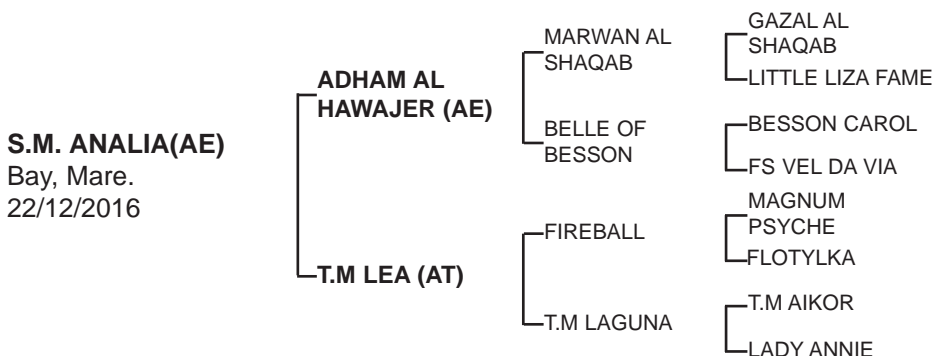 S.M. ANALIA(AE)
Bay, Mare.
22/12/2016
ADHAM AL
HAWAJER (AE)
T.M LEA (AT)
MARWAN AL
SHAQAB
BELLE OF
BESSON
FIREBALL
T.M LAGUNA
GAZAL AL
SHAQAB
LITTLE LIZA FAME
BESSON CAROL
FS VEL DA VIA
MAGNUM
PSYCHE
FLOTYLKA
T.M AIKOR
LADY ANNIE